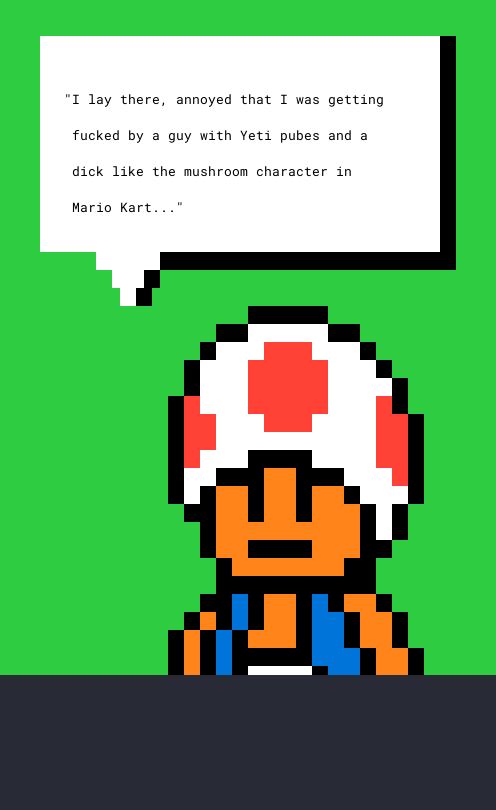 "I lay there, annoyed that I was getting
fucked by a guy with Yeti pubes and a
dick like the mushroom character in
Mario Kart..."